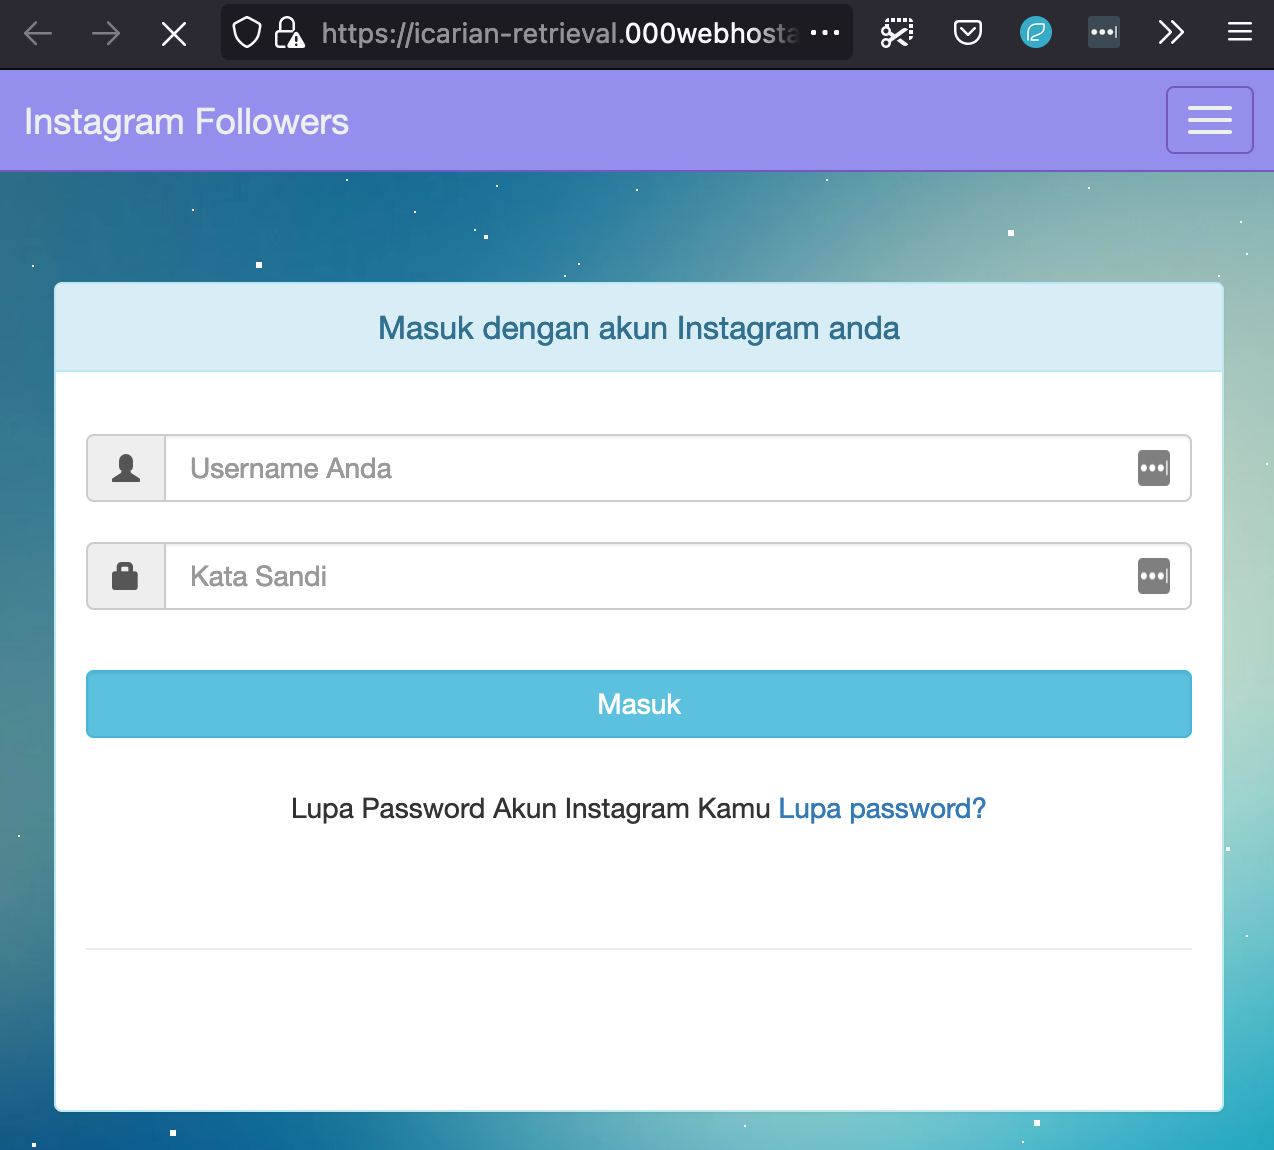 https://icarian-retrieval.000webhosta
Instagram Followers
Masuk dengan akun Instagram anda
Username Anda
Kata Sandi
Masuk
Lupa Password Akun Instagram Kamu Lupa password?